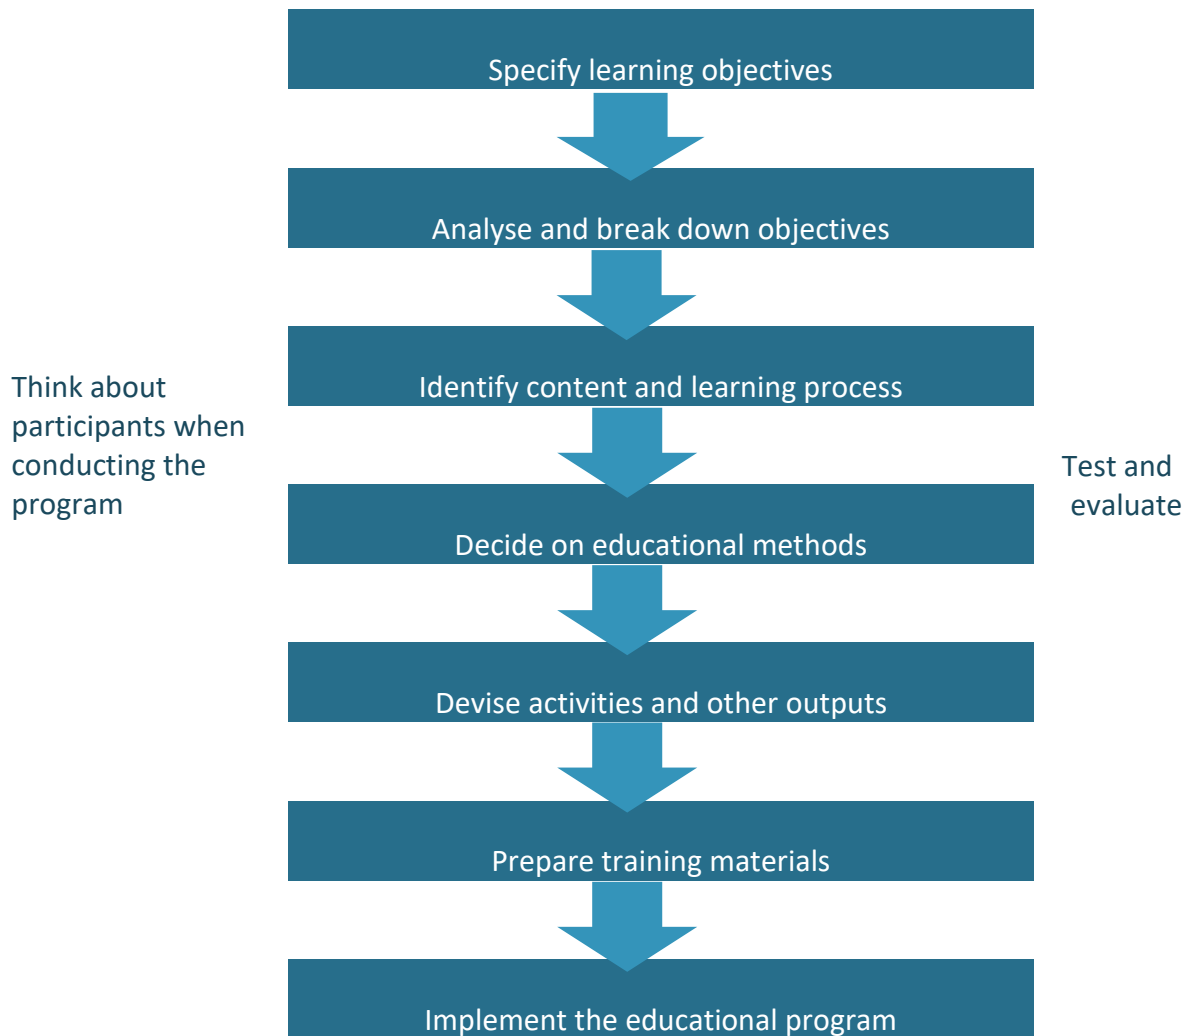 Specify learning objectives
Analyse and break down objectives
Identify content and learning process
Think about
participants when
conducting the
program
Test and
evaluate
Decide on educational methods
Devise activities and other outputs
Prepare training materials
Implement the educational program